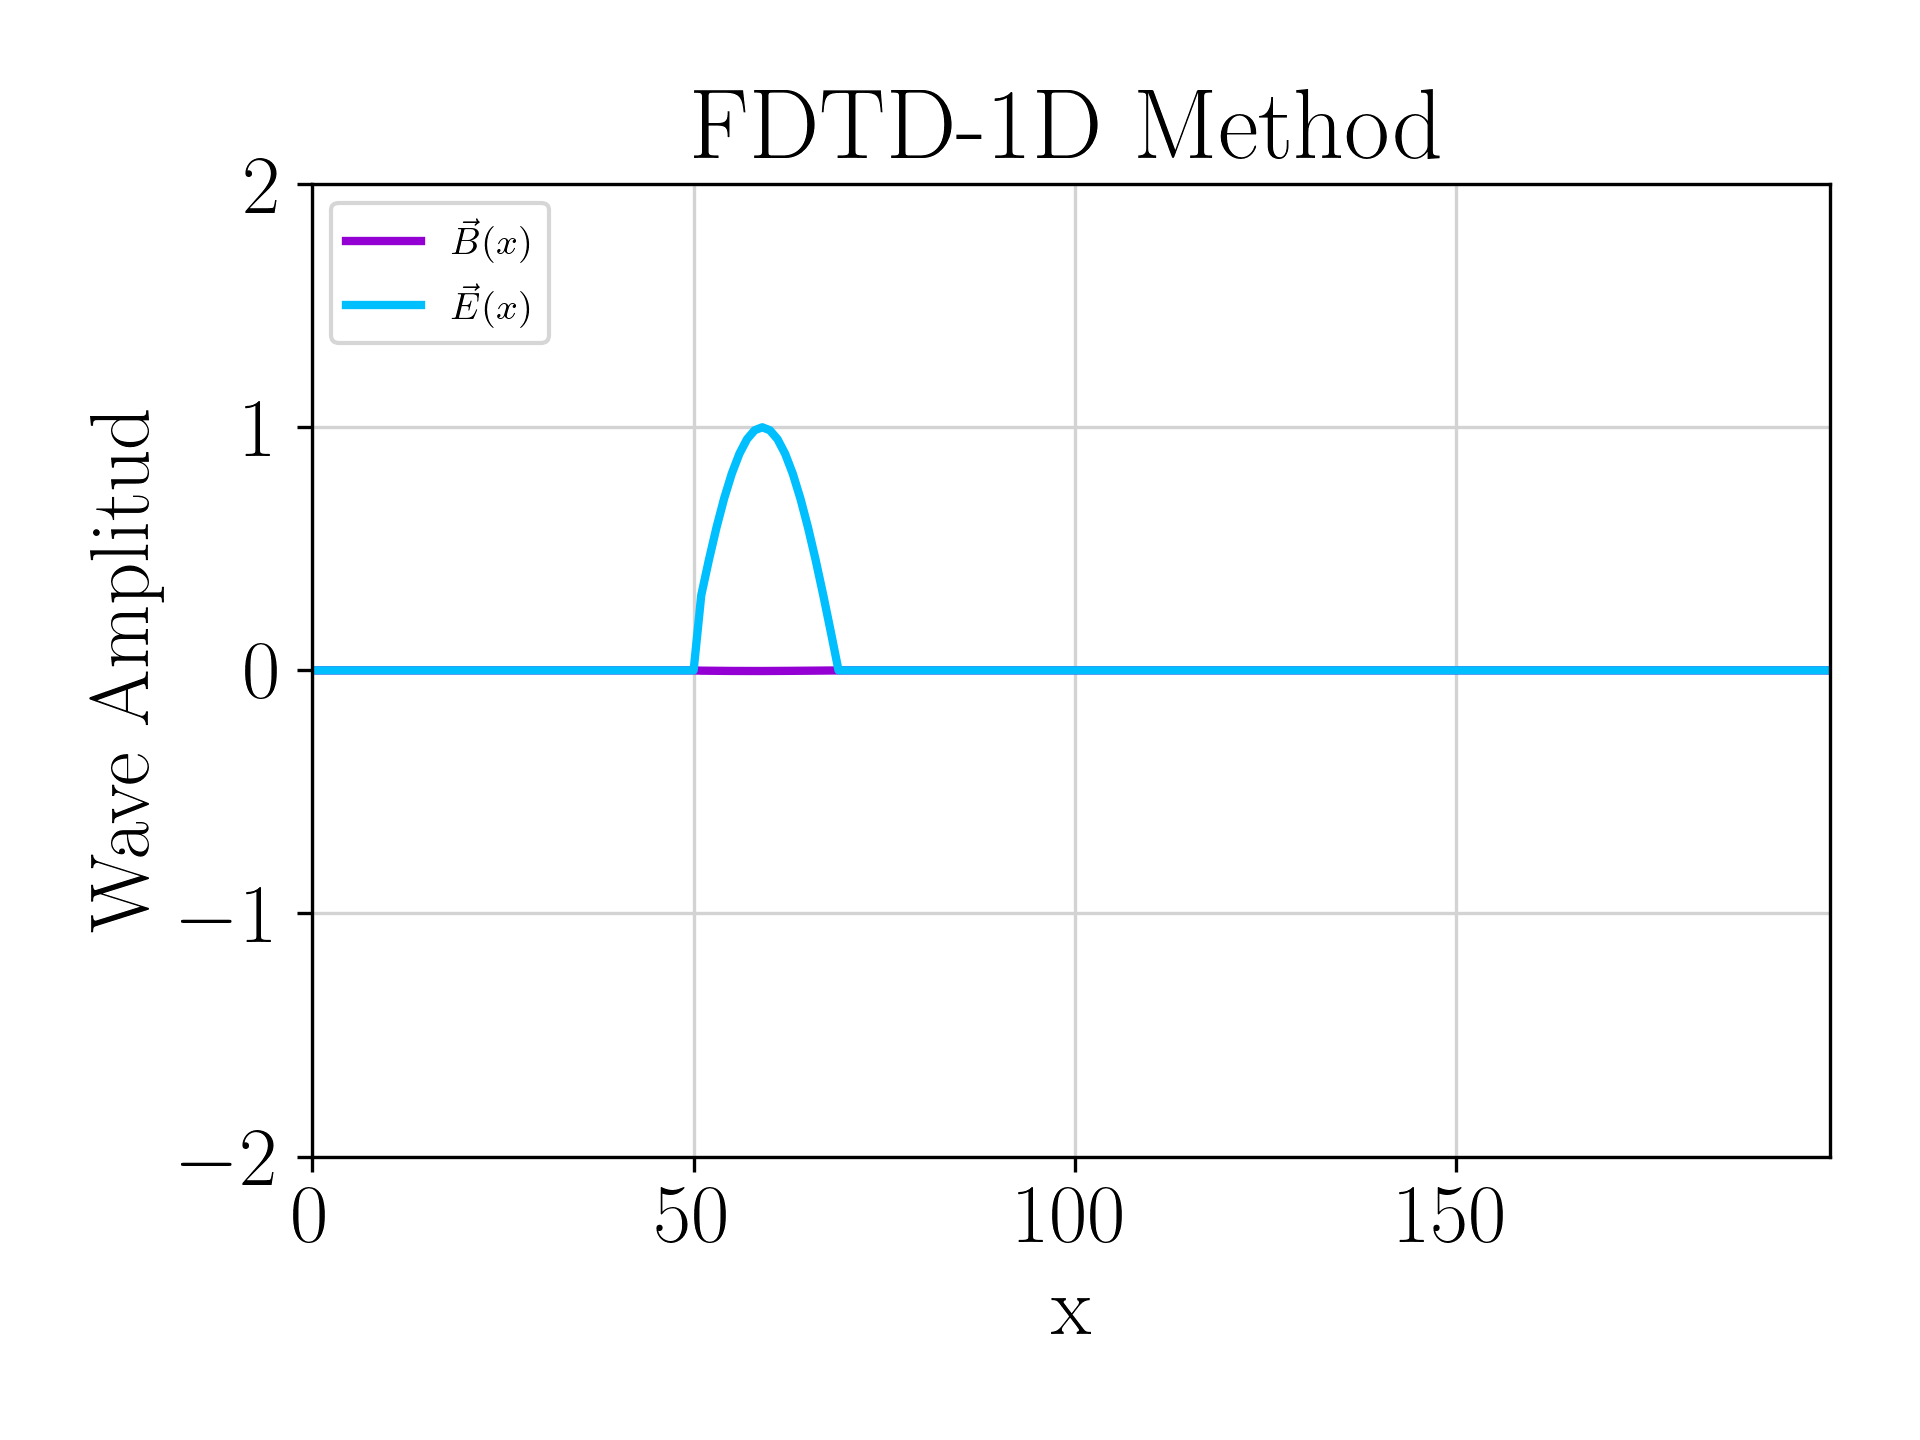 FDTD-1D Method
2
1
0
−1
−2
Wave Amplitud
B⃗(x)
E⃗(x)
0 50 100 150
x